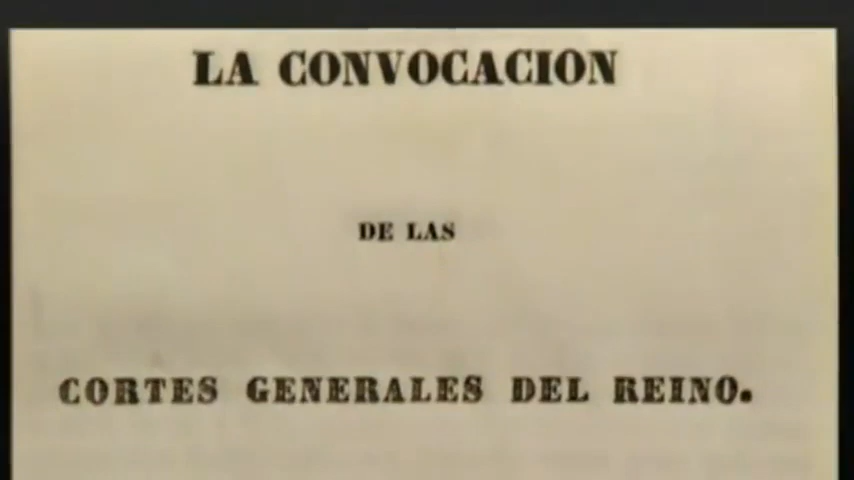 LA CONVOCACION
DE LAS
CORTES GENERALES DEL REINO.